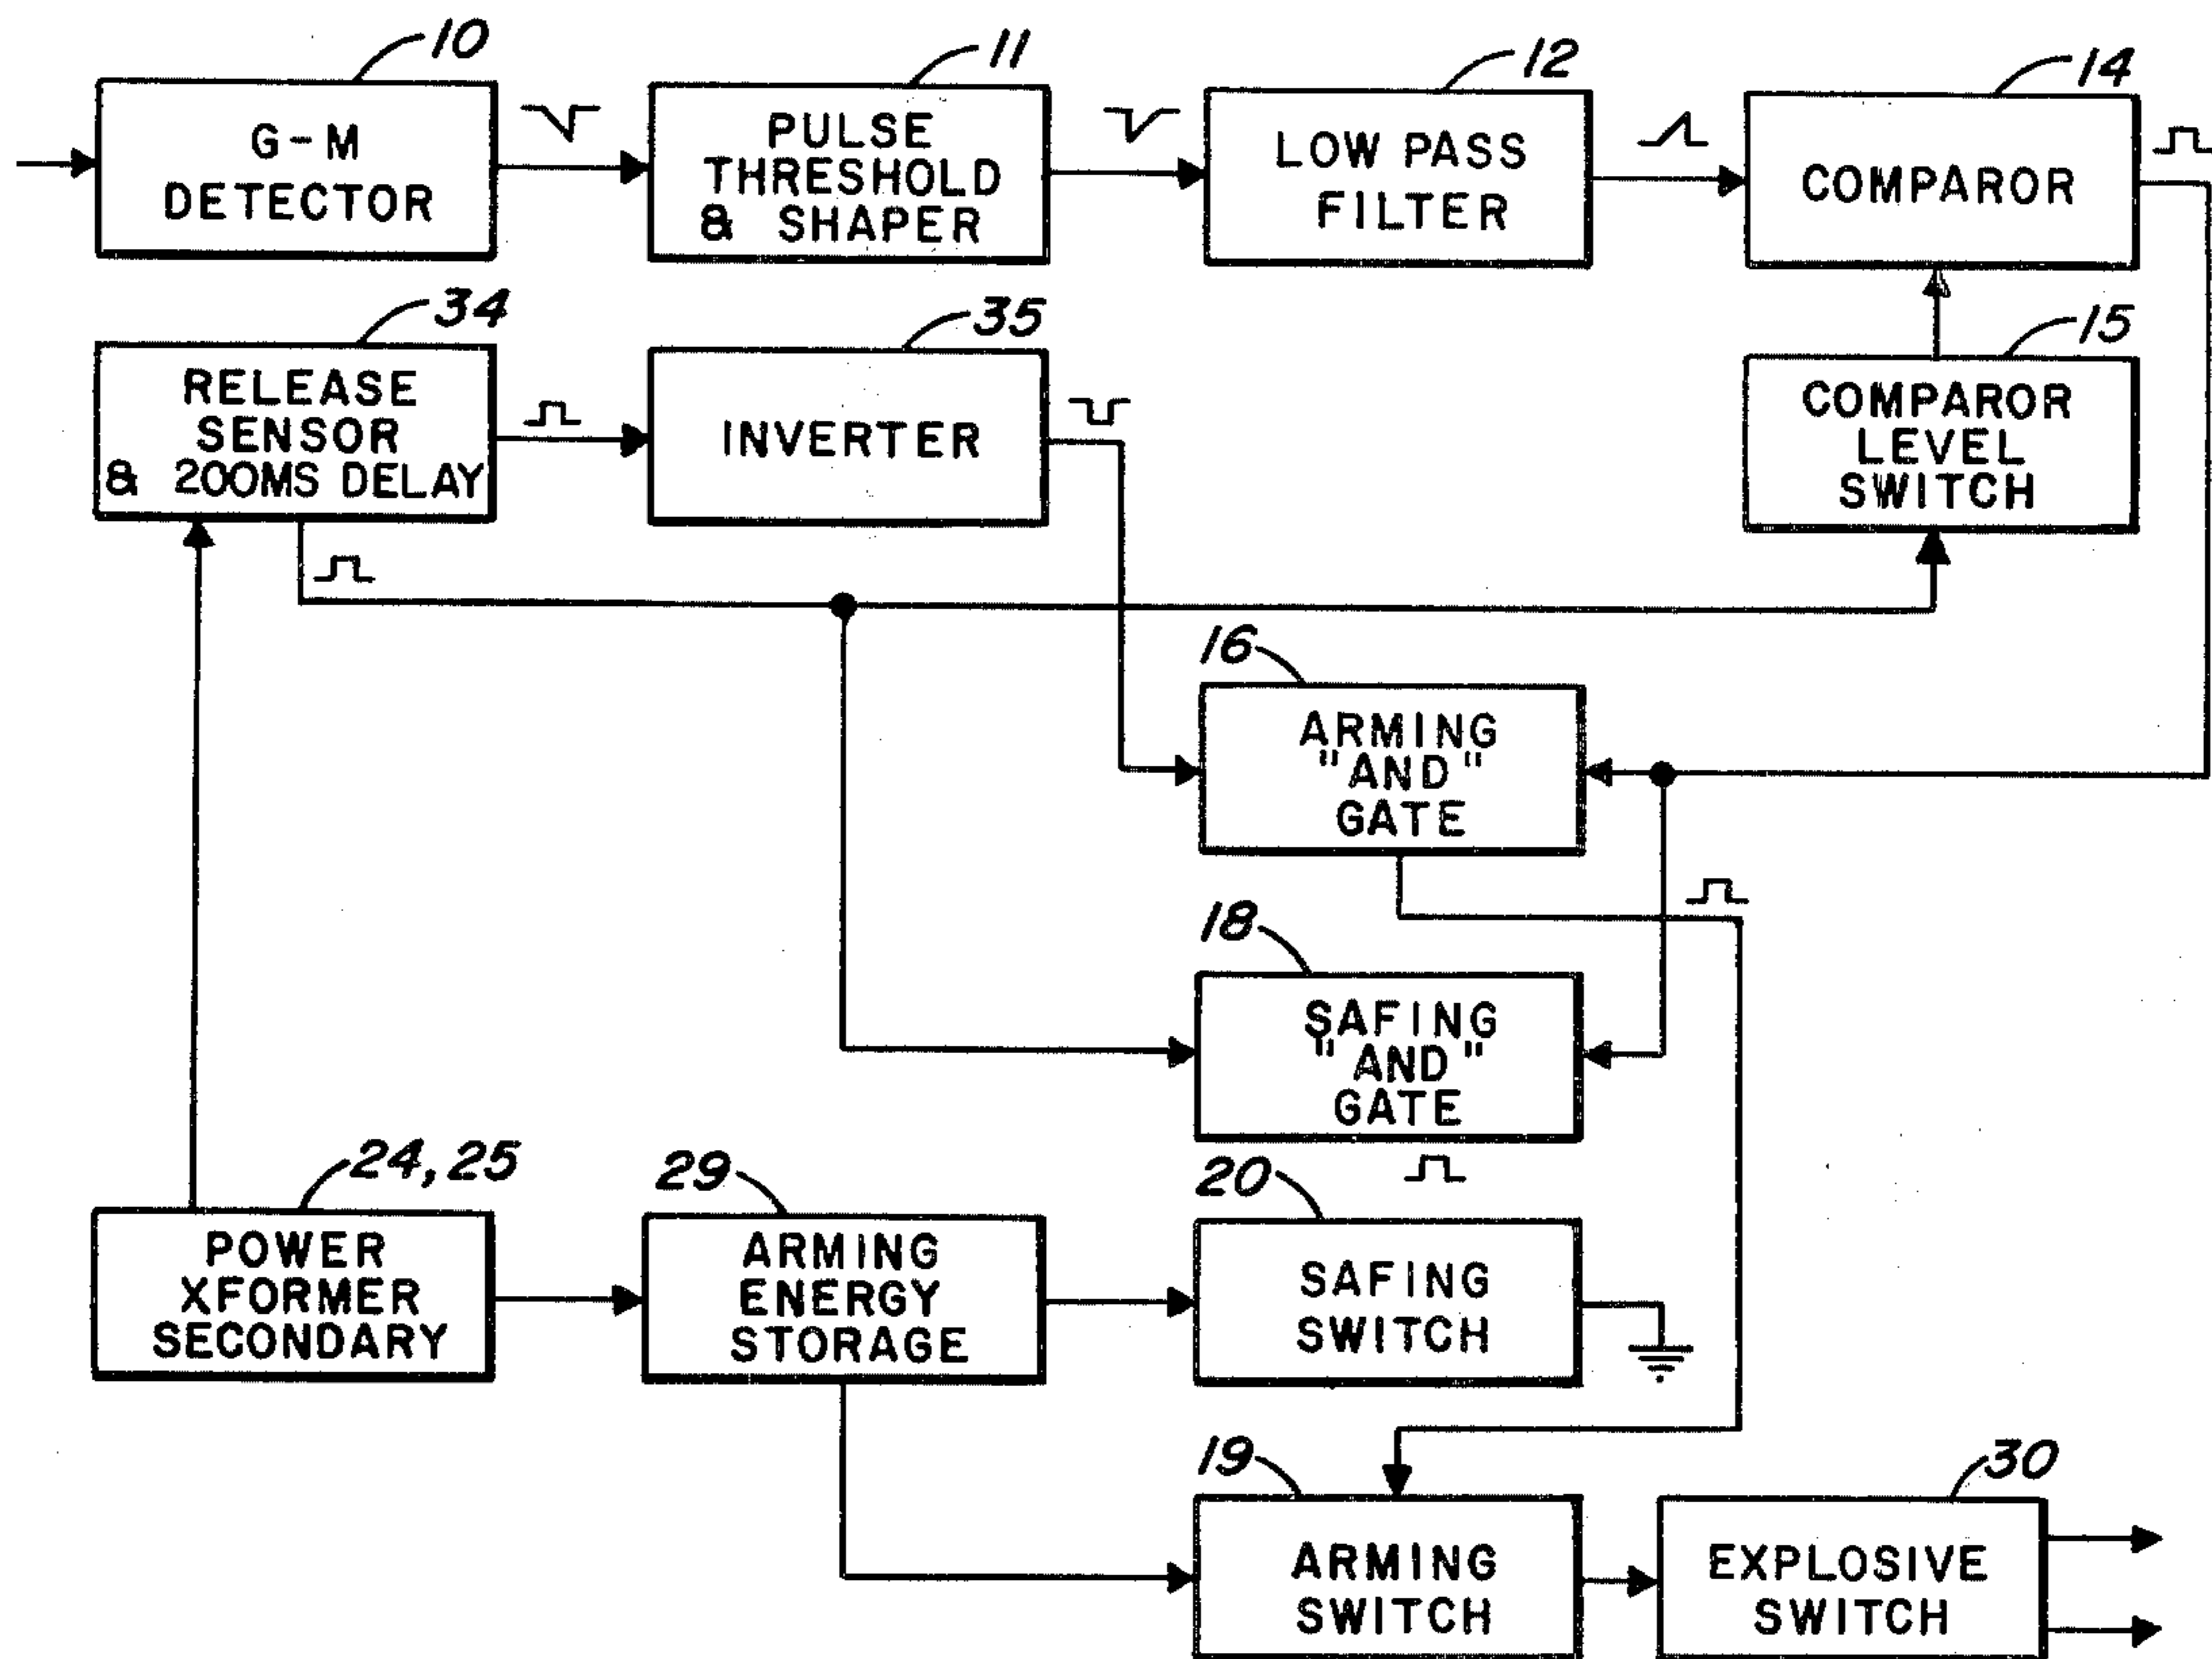 10
11
12
14
G-M
DETECTOR
PULSE
THRESHOLD
& SHAPER
LOW PASS
FILTER
COMPAROR
34
35
15
RELEASE
SENSOR
& 200MS DELAY
INVERTER
COMPAROR
LEVEL
SWITCH
16
ARMING
"AND"
GATE
18
SAFING
"AND"
GATE
24,25
29
20
POWER
XFORMER
SECONDARY
ARMING
ENERGY
STORAGE
SAFING
SWITCH
19
30
ARMING
SWITCH
EXPLOSIVE
SWITCH